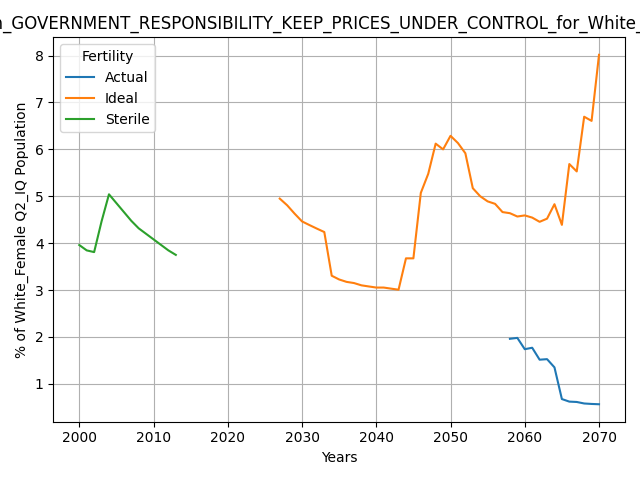 _GOVERNMENT_RESPONSIBILITY_KEEP_PRICES_UNDER_CONTROL_for_White_
Fertility
Actual
Ideal
Sterile
% of White_Female Q2_IQ Population
8
7
6
5
4
3
2
1
2000 2010 2020 2030 2040 2050 2060 2070
Years